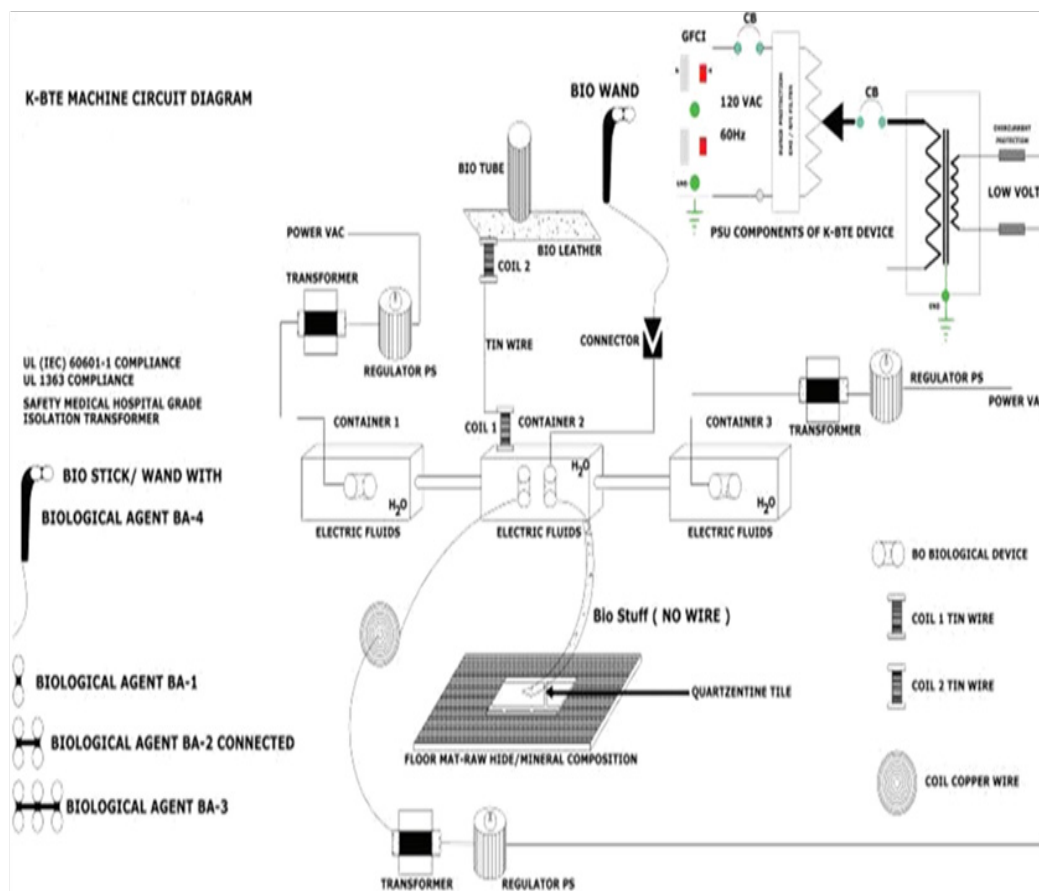 K-BTE MACHINE CIRCUIT DIAGRAM
BIO WAND
BIO TUBE
BIO LEATHER
COIL 2
TIN WIRE
COIL 1
CONNECTOR
GFCI
CB
120 VAC
60Hz
GND
SURGE PROTECTION
EMI / RFI FILTER
CB
OVERCURRENT
PROTECTION
LOW VOLT
GND
PSU COMPONENTS OF K-BTE DEVICE
POWER VAC
TRANSFORMER
REGULATOR PS
UL (IEC) 60601-1 COMPLIANCE
UL 1363 COMPLIANCE
SAFETY MEDICAL HOSPITAL GRADE
ISOLATION TRANSFORMER
REGULATOR PS
POWER VA
TRANSFORMER
CONTAINER 1
CONTAINER 2
CONTAINER 3
H2O
H2O
H2O
ELECTRIC FLUIDS
ELECTRIC FLUIDS
ELECTRIC FLUIDS
BIO STICK/ WAND WITH
BIOLOGICAL AGENT BA-4
BIOLOGICAL AGENT BA-1
BIOLOGICAL AGENT BA-2 CONNECTED
BIOLOGICAL AGENT BA-3
Bio Stuff ( NO WIRE )
QUARTZENTINE TILE
FLOOR MAT-RAW HIDE/MINERAL COMPOSITION
BO BIOLOGICAL DEVICE
COIL 1 TIN WIRE
COIL 2 TIN WIRE
COIL COPPER WIRE
TRANSFORMER
REGULATOR PS